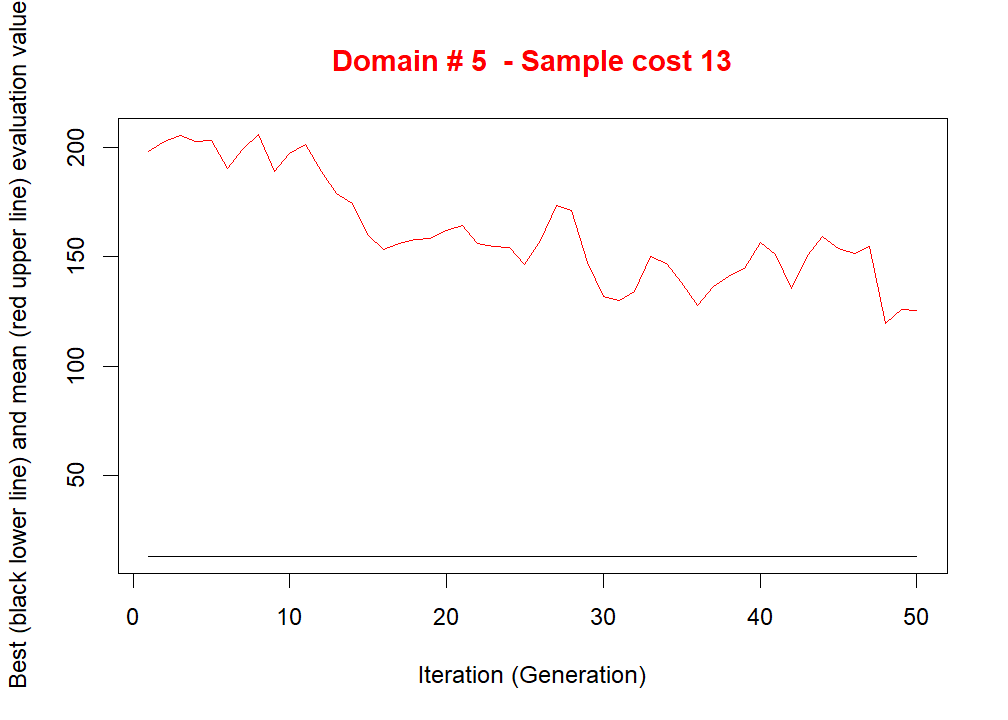 Domain # 5  - Sample cost 13
Best (black lower line) and mean (red upper line) evaluation value
200
150
100
50
0 10 20 30 40 50
Iteration (Generation)